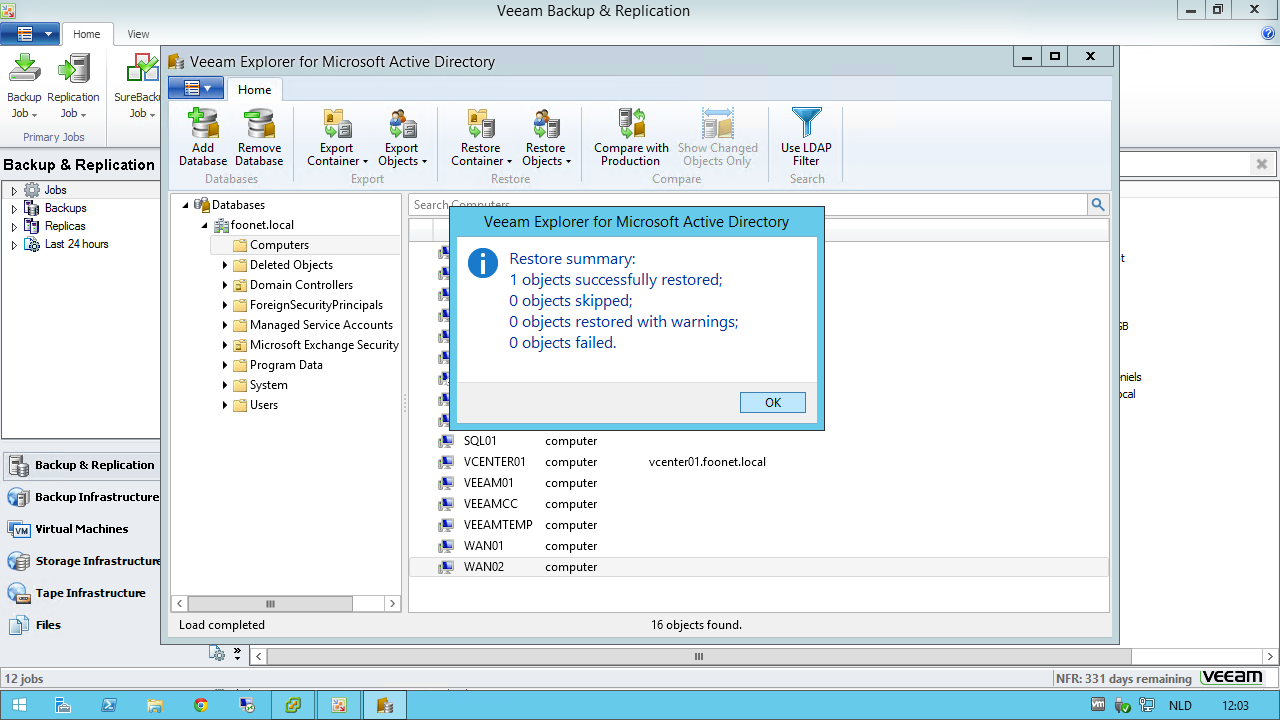 Veeam Backup & Replication
Home
View
Backup Job
Replication Job
SureBacku
Job
Primary Jobs
Backup & Replication
Jobs
Backups
Replicas
Last 24 hours
Backup & Replication
Backup Infrastructure
Virtual Machines
Storage Infrastructure
Tape Infrastructure
Files
Veeam Explorer for Microsoft Active Directory
Home
Add Database
Remove Database
Databases
Export Container
Export Objects
Export
Restore Container
Restore Objects
Restore
Compare with Production
Show Changed Objects Only
Compare
Use LDAP Filter
Search
Databases
foonet.local
Computers
Deleted Objects
Domain Controllers
ForeignSecurityPrincipals
Managed Service Accounts
Microsoft Exchange Security
Program Data
System
Users
Search Computers
Veeam Explorer for Microsoft Active Directory
Restore summary:
1 objects successfully restored;
0 objects skipped;
0 objects restored with warnings;
0 objects failed.
OK
SQL01 computer
VCENTER01 computer vcenter01.foonet.local
VEEAM01 computer
VEEAMCC computer
VEEAMTEMP computer
WAN01 computer
WAN02 computer
Load completed
16 objects found.
12 jobs
NFR: 331 days remaining
veeam
NLD
12:03